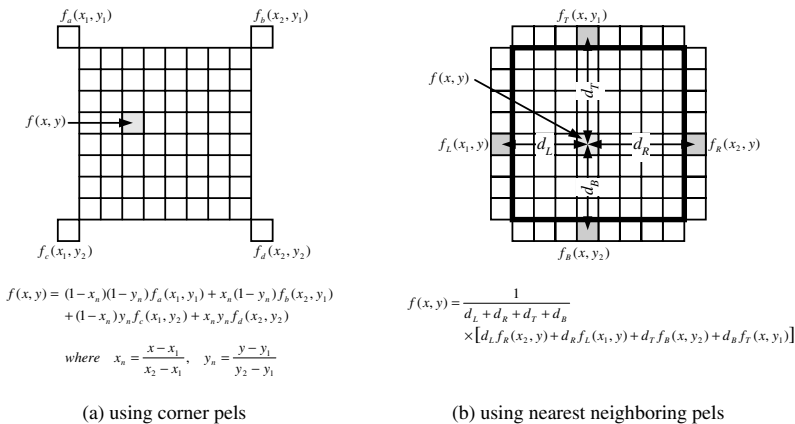 f_a(x_1, y_1)
f_b(x_2, y_1)
f(x, y)
f_c(x_1, y_2)
f_d(x_2, y_2)
f(x, y) = (1−x_n)(1−y_n)f_a(x_1, y_1) + x_n(1−y_n)f_b(x_2, y_1)
+(1−x_n)y_n f_c(x_1, y_2) + x_n y_n f_d(x_2, y_2)
where x_n = (x−x_1)/(x_2−x_1), y_n = (y−y_1)/(y_2−y_1)
(a) using corner pels
f_T(x, y_1)
f(x, y)
d_T
f_L(x_1, y)
d_L
d_R
f_R(x_2, y)
d_B
f_B(x, y_2)
f(x, y) = 1/(d_L + d_R + d_T + d_B)
×[d_L f_R(x_2, y) + d_R f_L(x_1, y) + d_T f_B(x, y_2) + d_B f_T(x, y_1)]
(b) using nearest neighboring pels